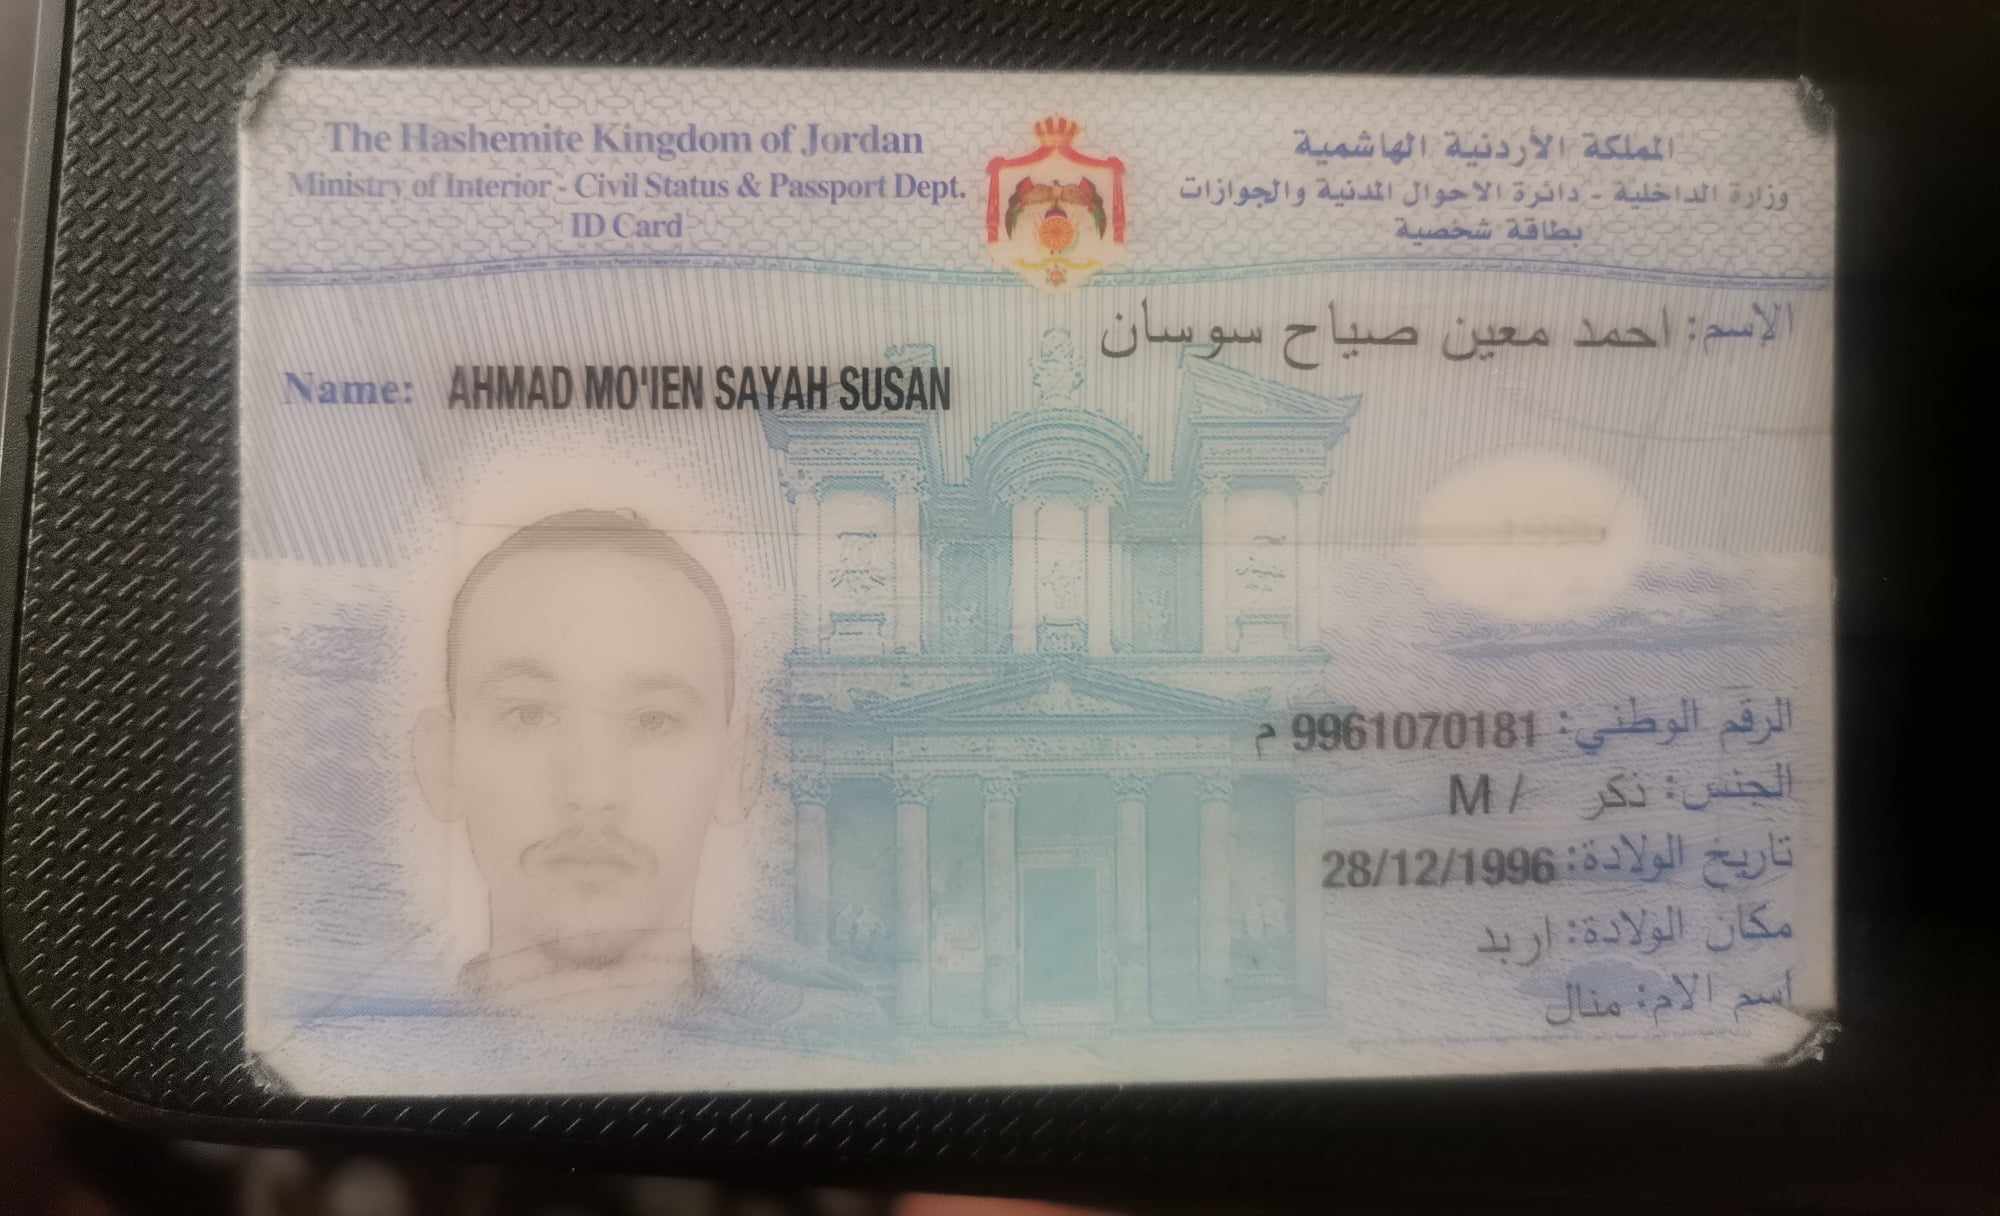 The Hashemite Kingdom of Jordan
Ministry of Interior - Civil Status & Passport Dept.
ID Card
المملكة الأردنية الهاشمية
وزارة الداخلية - دائرة الاحوال المدنية والجوازات
بطاقة شخصية
الإسم: احمد معين صياح سوسان
Name: AHMAD MO'IEN SAYAH SUSAN
الرقم الوطني: 9961070181 م
الجنس: ذكر / M
تاريخ الولادة: 28/12/1996
مكان الولادة: اربد
اسم الام: منال